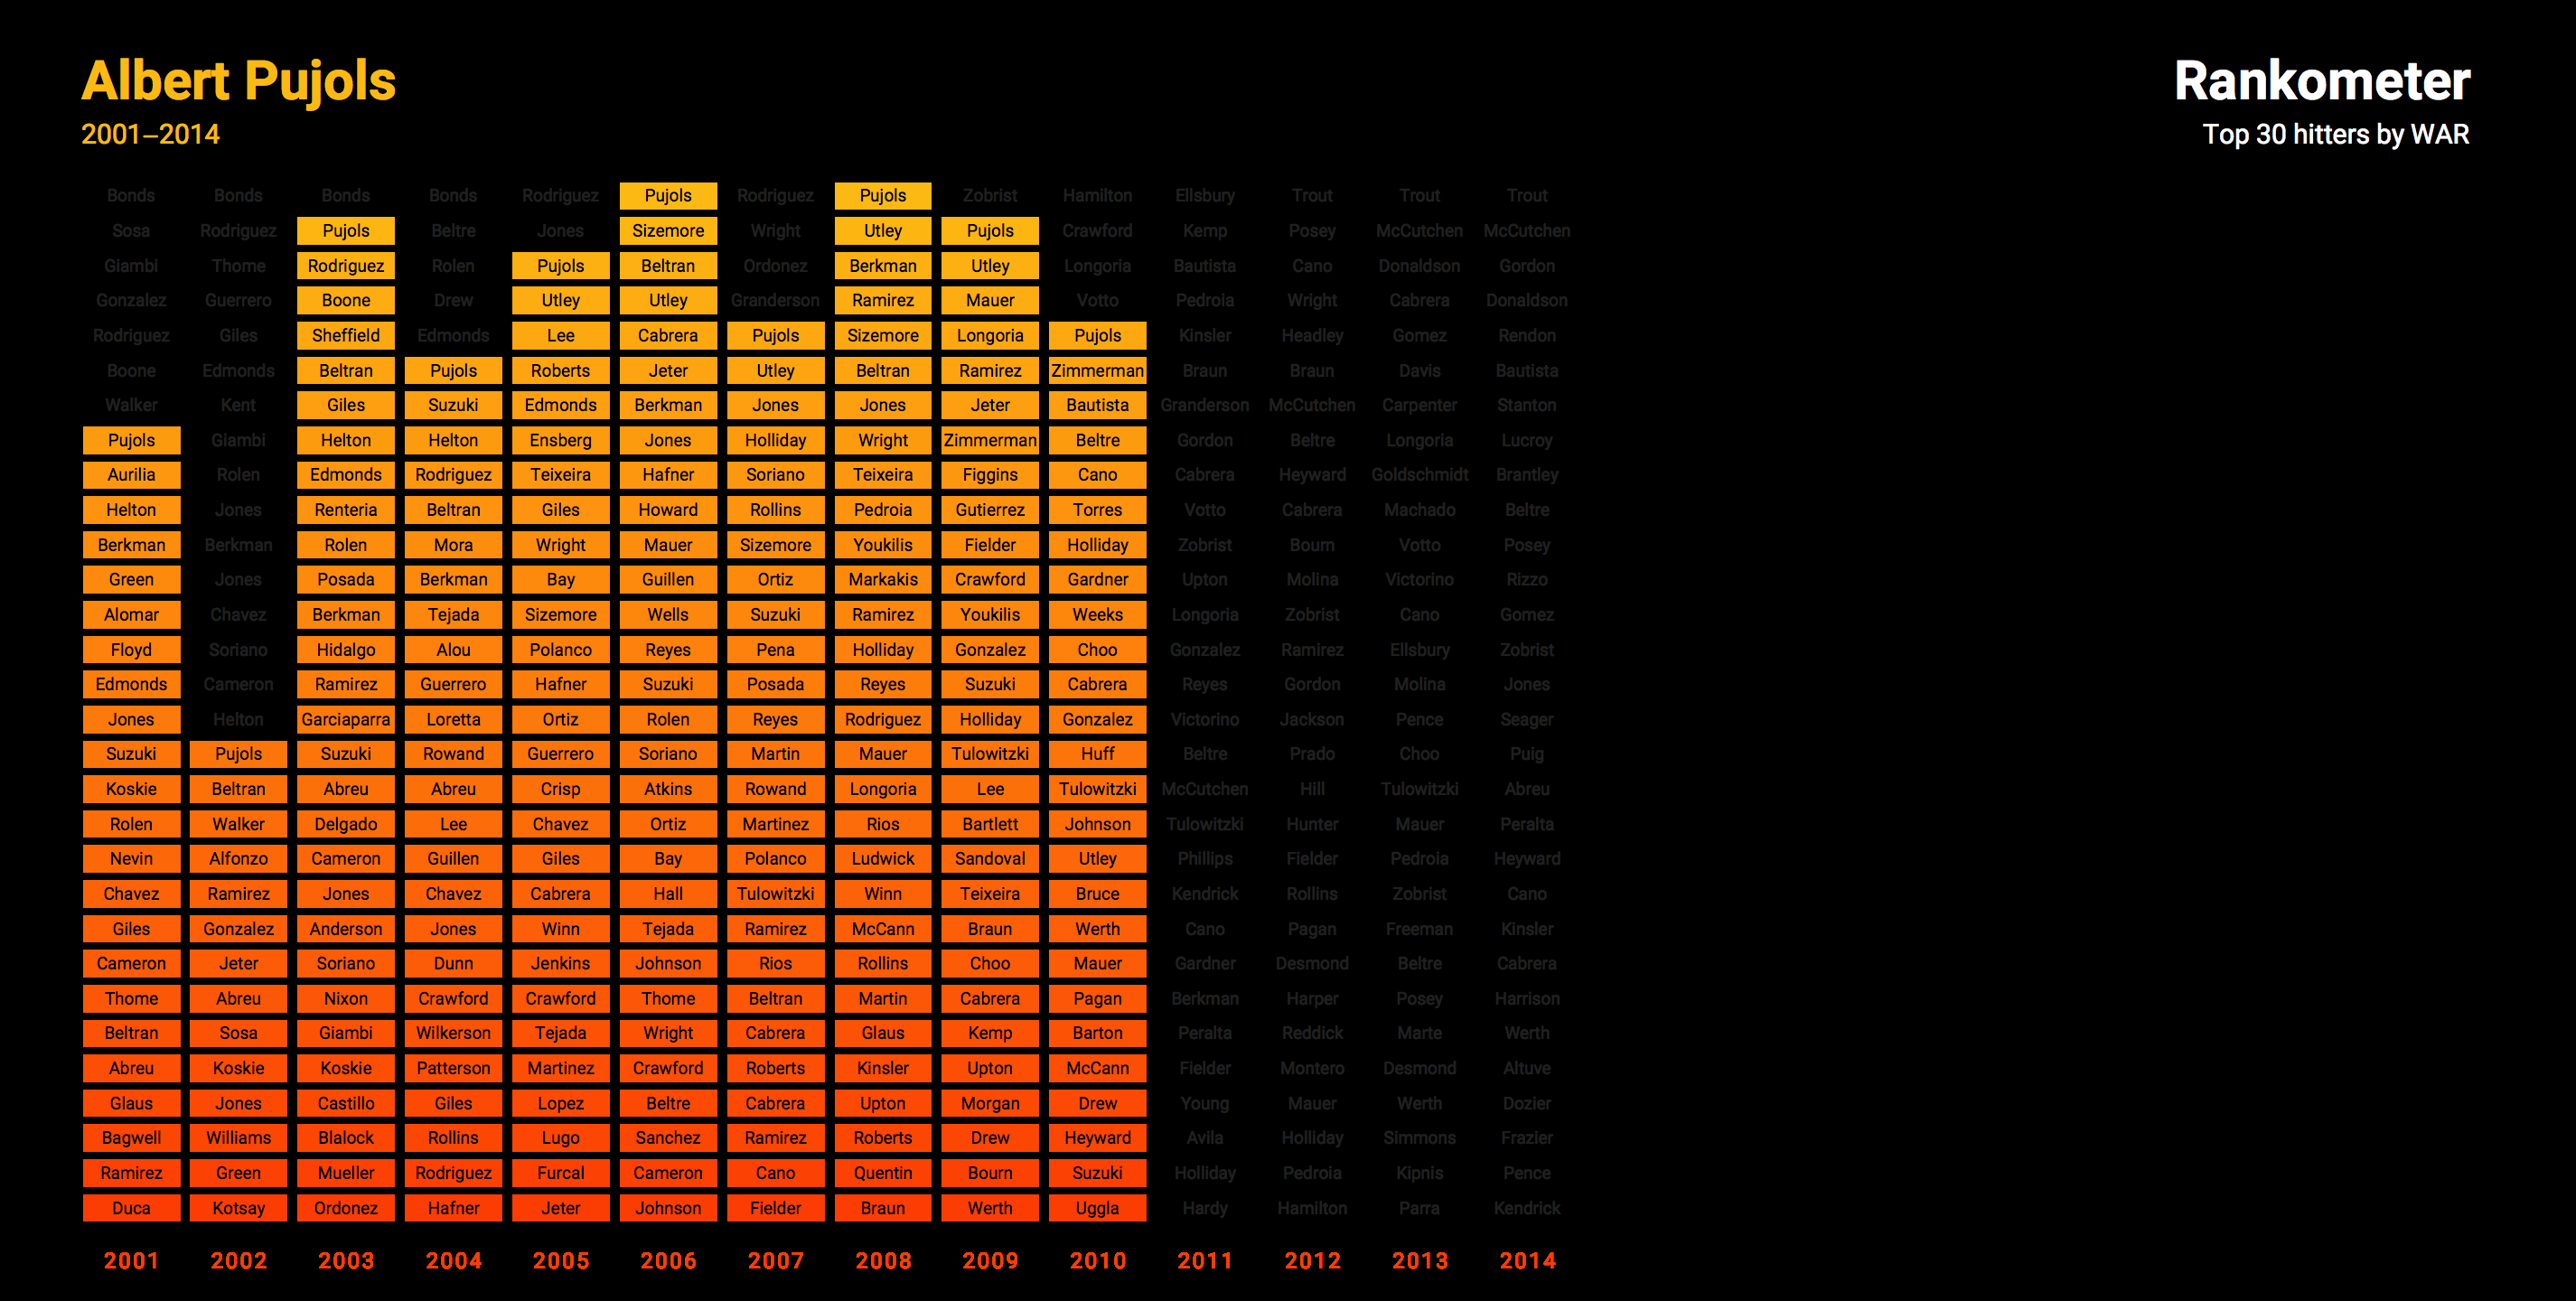 Albert Pujols
2001–2014
Rankometer
Top 30 hitters by WAR
Bonds Bonds Bonds Bonds Rodriguez Pujols Rodriguez Pujols Zobrist Hamilton Ellsbury Trout Trout Trout
Sosa Rodriguez Pujols Beltre Jones Sizemore Wright Utley Pujols Crawford Kemp Posey McCutchen McCutchen
Giambi Thome Rodriguez Rolen Pujols Beltran Ordonez Berkman Utley Longoria Bautista Cano Donaldson Gordon
Gonzalez Guerrero Boone Drew Utley Utley Granderson Ramirez Mauer Votto Pedroia Wright Cabrera Donaldson
Rodriguez Giles Sheffield Edmonds Lee Cabrera Pujols Sizemore Longoria Pujols Kinsler Headley Gomez Rendon
Boone Edmonds Beltran Pujols Roberts Jeter Utley Beltran Ramirez Zimmerman Braun Braun Davis Bautista
Walker Kent Giles Suzuki Edmonds Berkman Jones Jones Jeter Bautista Granderson McCutchen Carpenter Stanton
Pujols Giambi Helton Helton Ensberg Jones Holliday Wright Zimmerman Beltre Gordon Beltre Longoria Lucroy
Aurilia Rolen Edmonds Rodriguez Teixeira Hafner Soriano Teixeira Figgins Cano Cabrera Heyward Goldschmidt Brantley
Helton Jones Renteria Beltran Giles Howard Rollins Pedroia Gutierrez Torres Votto Cabrera Machado Beltre
Berkman Berkman Rolen Mora Wright Mauer Sizemore Youkilis Fielder Holliday Zobrist Bourn Votto Posey
Green Jones Posada Berkman Bay Guillen Ortiz Markakis Crawford Gardner Upton Molina Victorino Rizzo
Alomar Chavez Berkman Tejada Sizemore Wells Suzuki Ramirez Youkilis Weeks Longoria Zobrist Cano Gomez
Floyd Soriano Hidalgo Alou Polanco Reyes Pena Holliday Gonzalez Choo Gonzalez Ramirez Ellsbury Zobrist
Edmonds Cameron Ramirez Guerrero Hafner Suzuki Posada Reyes Suzuki Cabrera Reyes Gordon Molina Jones
Jones Helton Garciaparra Loretta Ortiz Rolen Reyes Rodriguez Holliday Gonzalez Victorino Jackson Pence Seager
Suzuki Pujols Suzuki Rowand Guerrero Soriano Martin Mauer Tulowitzki Huff Beltre Prado Choo Puig
Koskie Beltran Abreu Abreu Crisp Atkins Rowand Longoria Lee Tulowitzki McCutchen Hill Tulowitzki Abreu
Rolen Walker Delgado Lee Chavez Ortiz Martinez Rios Bartlett Johnson Tulowitzki Hunter Mauer Peralta
Nevin Alfonzo Cameron Guillen Giles Bay Polanco Ludwick Sandoval Utley Phillips Fielder Pedroia Heyward
Chavez Ramirez Jones Chavez Cabrera Hall Tulowitzki Winn Teixeira Bruce Kendrick Rollins Zobrist Cano
Giles Gonzalez Anderson Jones Winn Tejada Ramirez McCann Braun Werth Cano Pagan Freeman Kinsler
Cameron Jeter Soriano Dunn Jenkins Johnson Rios Rollins Choo Mauer Gardner Desmond Beltre Cabrera
Thome Abreu Nixon Crawford Crawford Thome Beltran Martin Cabrera Pagan Berkman Harper Posey Harrison
Beltran Sosa Giambi Wilkerson Tejada Wright Cabrera Glaus Kemp Barton Peralta Reddick Marte Werth
Abreu Koskie Koskie Patterson Martinez Crawford Roberts Kinsler Upton McCann Fielder Montero Desmond Altuve
Glaus Jones Castillo Giles Lopez Beltre Cabrera Upton Morgan Drew Young Mauer Werth Dozier
Bagwell Williams Blalock Rollins Lugo Sanchez Ramirez Roberts Drew Heyward Avila Holliday Simmons Frazier
Ramirez Green Mueller Rodriguez Furcal Cameron Cano Quentin Bourn Suzuki Holliday Pedroia Kipnis Pence
Duca Kotsay Ordonez Hafner Jeter Johnson Fielder Braun Werth Uggla Hardy Hamilton Parra Kendrick
2001 2002 2003 2004 2005 2006 2007 2008 2009 2010 2011 2012 2013 2014